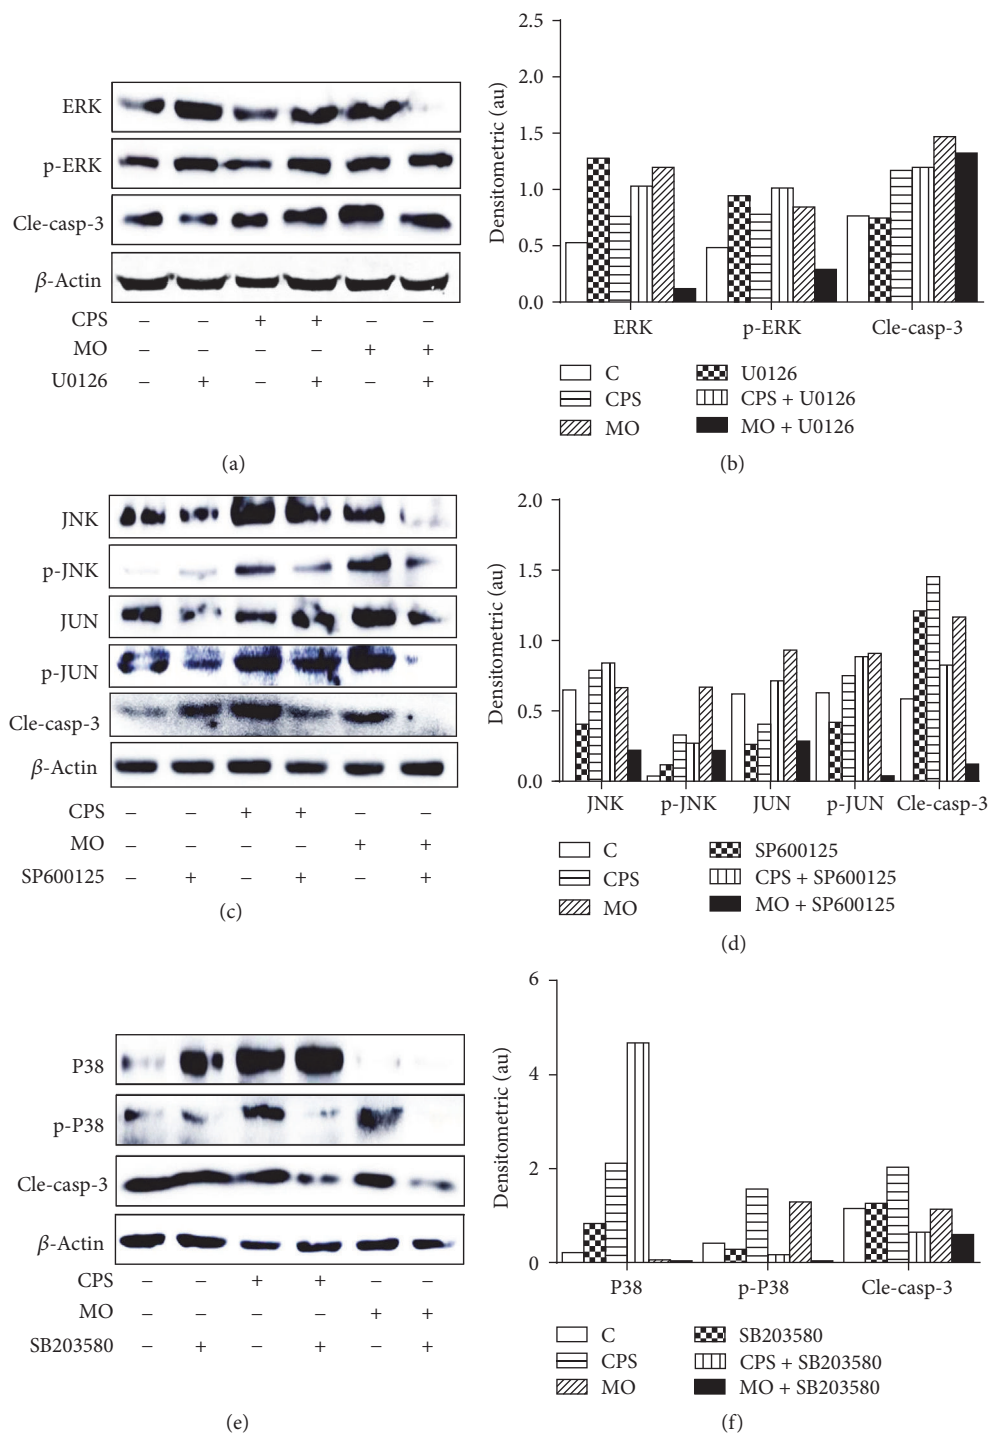 ERK
p-ERK
Cle-casp-3
β-Actin
CPS – – + + – –
MO – – – – + +
U0126 – + – + – +
(a)
Densitometric (au)
2.5
2.0
1.5
1.0
0.5
0.0
ERK p-ERK Cle-casp-3
C U0126
CPS CPS + U0126
MO MO + U0126
(b)
JNK
p-JNK
JUN
p-JUN
Cle-casp-3
β-Actin
CPS – – + + – –
MO – – – – + +
SP600125 – + – + – +
(c)
Densitometric (au)
2.0
1.5
1.0
0.5
0.0
JNK p-JNK JUN p-JUN Cle-casp-3
C SP600125
CPS CPS + SP600125
MO MO + SP600125
(d)
P38
p-P38
Cle-casp-3
β-Actin
CPS – – + + – –
MO – – – – + +
SB203580 – + – + – +
(e)
Densitometric (au)
6
4
2
0
P38 p-P38 Cle-casp-3
C SB203580
CPS CPS + SB203580
MO MO + SB203580
(f)